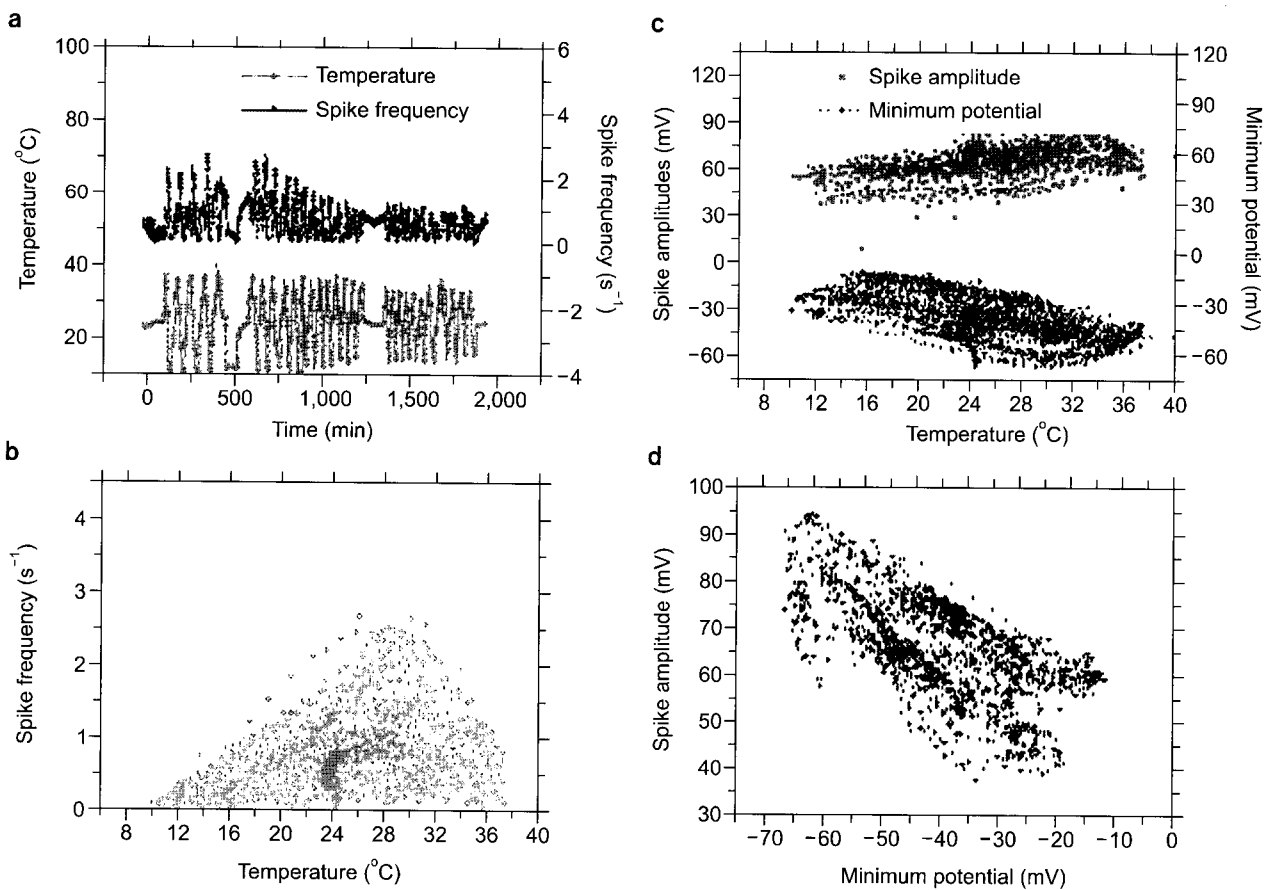 a
100
80
60
40
20
Temperature (°C)
6
4
2
0
−2
−4
Spike frequency (s⁻¹)
Temperature
Spike frequency
0 500 1,000 1,500 2,000
Time (min)
c
120
90
60
30
0
−30
−60
Spike amplitudes (mV)
120
90
60
30
0
−30
−60
Minimum potential (mV)
Spike amplitude
Minimum potential
8 12 16 20 24 28 32 36 40
Temperature (°C)
b
4
3
2
1
0
Spike frequency (s⁻¹)
8 12 16 20 24 28 32 36 40
Temperature (°C)
d
100
90
80
70
60
50
40
30
Spike amplitude (mV)
−70 −60 −50 −40 −30 −20 −10 0
Minimum potential (mV)